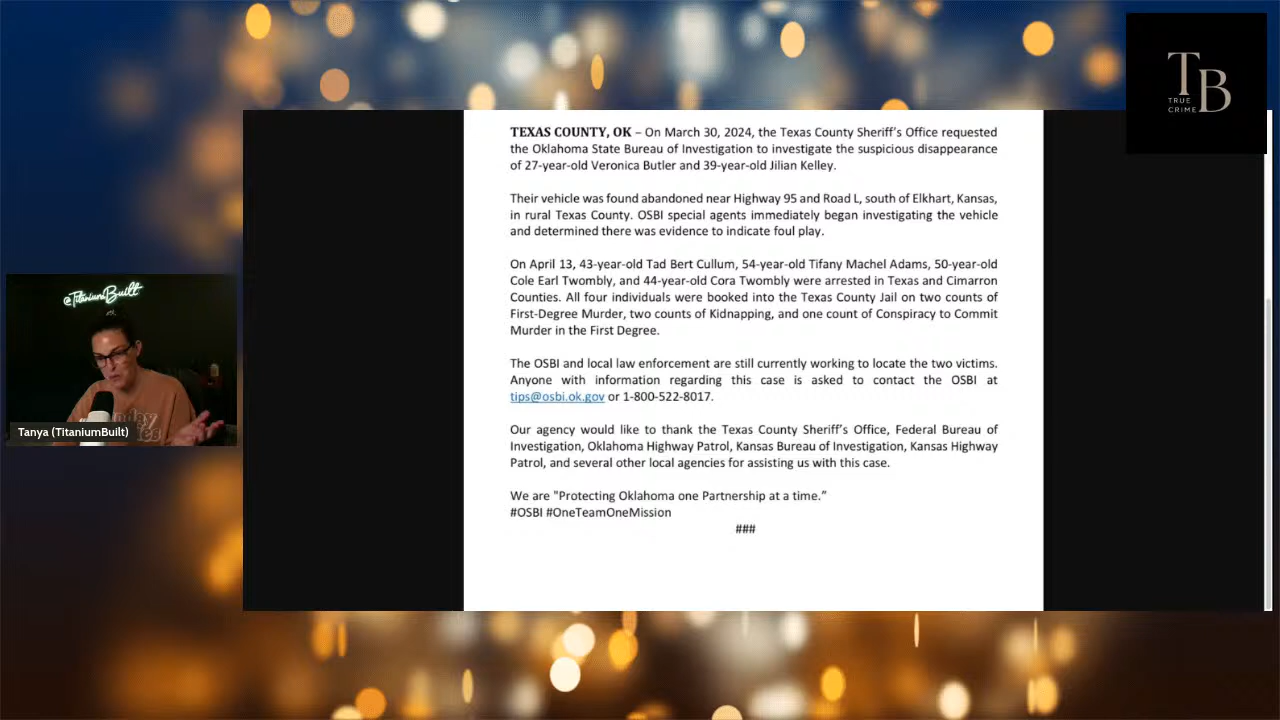 TB
TRUE
CRIME
TEXAS COUNTY, OK – On March 30, 2024, the Texas County Sheriff's Office requested
the Oklahoma State Bureau of Investigation to investigate the suspicious disappearance
of 27-year-old Veronica Butler and 39-year-old Jilian Kelley.
Their vehicle was found abandoned near Highway 95 and Road L, south of Elkhart, Kansas,
in rural Texas County. OSBI special agents immediately began investigating the vehicle
and determined there was evidence to indicate foul play.
On April 13, 43-year-old Tad Bert Cullum, 54-year-old Tifany Machel Adams, 50-year-old
Cole Earl Twombly, and 44-year-old Cora Twombly were arrested in Texas and Cimarron
Counties. All four individuals were booked into the Texas County Jail on two counts of
First-Degree Murder, two counts of Kidnapping, and one count of Conspiracy to Commit
Murder in the First Degree.
The OSBI and local law enforcement are still currently working to locate the two victims.
Anyone with information regarding this case is asked to contact the OSBI at
tips@osbi.ok.gov or 1-800-522-8017.
Our agency would like to thank the Texas County Sheriff's Office, Federal Bureau of
Investigation, Oklahoma Highway Patrol, Kansas Bureau of Investigation, Kansas Highway
Patrol, and several other local agencies for assisting us with this case.
We are "Protecting Oklahoma one Partnership at a time.”
#OSBI #OneTeamOneMission
###
@TitaniumBuilt
Tanya (TitaniumBuilt)